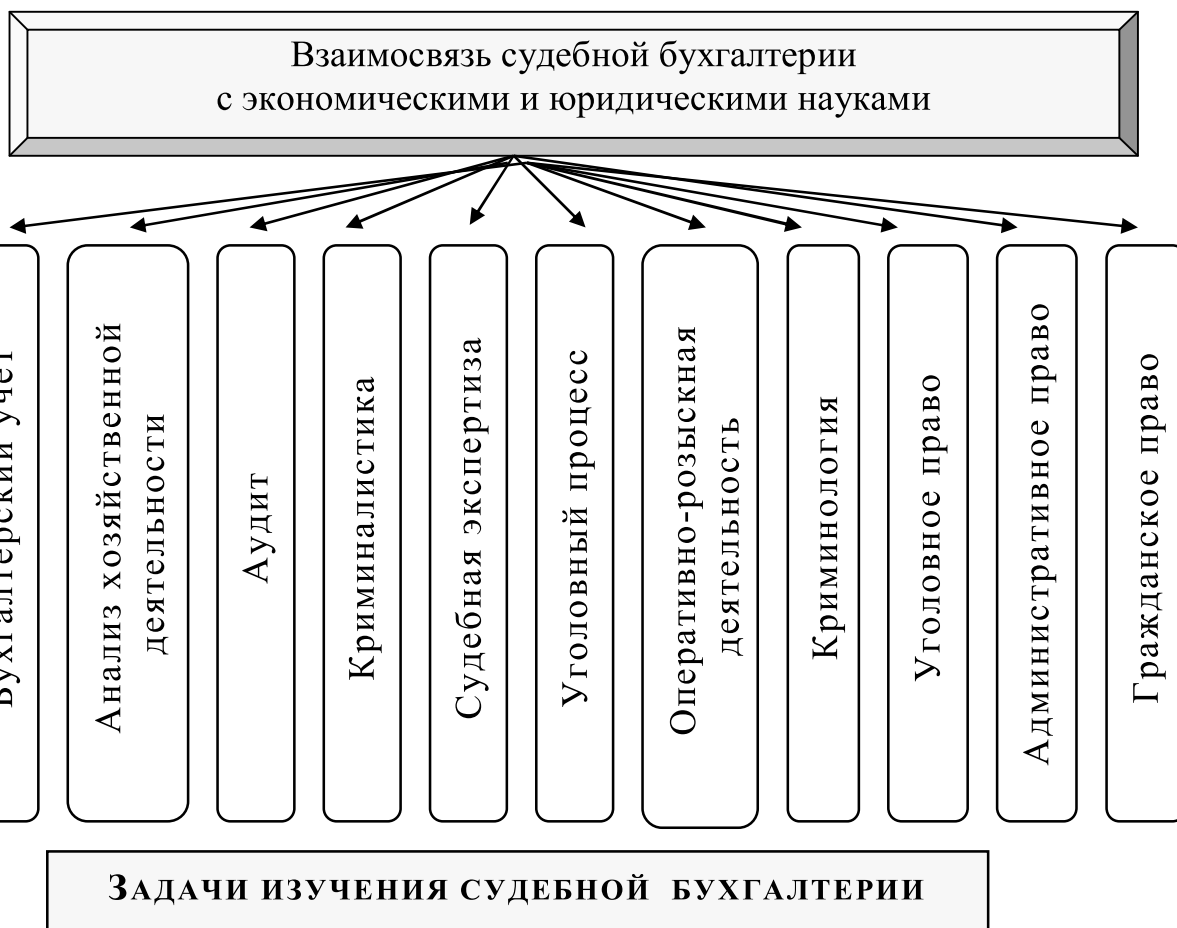 Взаимосвязь судебной бухгалтерии
с экономическими и юридическими науками
Бухгалтерский учет
Анализ хозяйственной
деятельности
Аудит
Криминалистика
Судебная экспертиза
Уголовный процесс
Оперативно-розыскная
деятельность
Криминология
Уголовное право
Административное право
Гражданское право
ЗАДАЧИ ИЗУЧЕНИЯ СУДЕБНОЙ БУХГАЛТЕРИИ